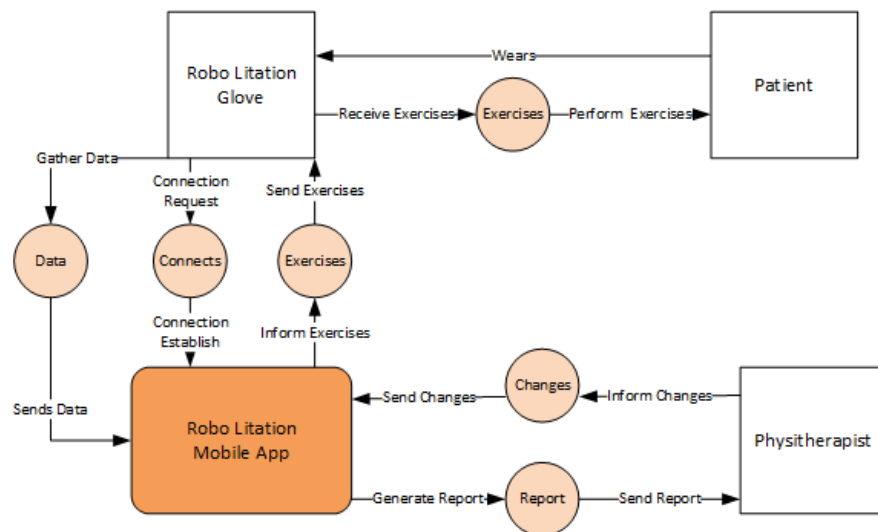 Wears
Robo Litation
Glove
Patient
Receive Exercises
Exercises
Perform Exercises
Gather Data
Connection
Request
Send Exercises
Data
Connects
Exercises
Connection
Establish
Inform Exercises
Changes
Send Changes
Inform Changes
Sends Data
Robo Litation
Mobile App
Physitherapist
Generate Report
Report
Send Report